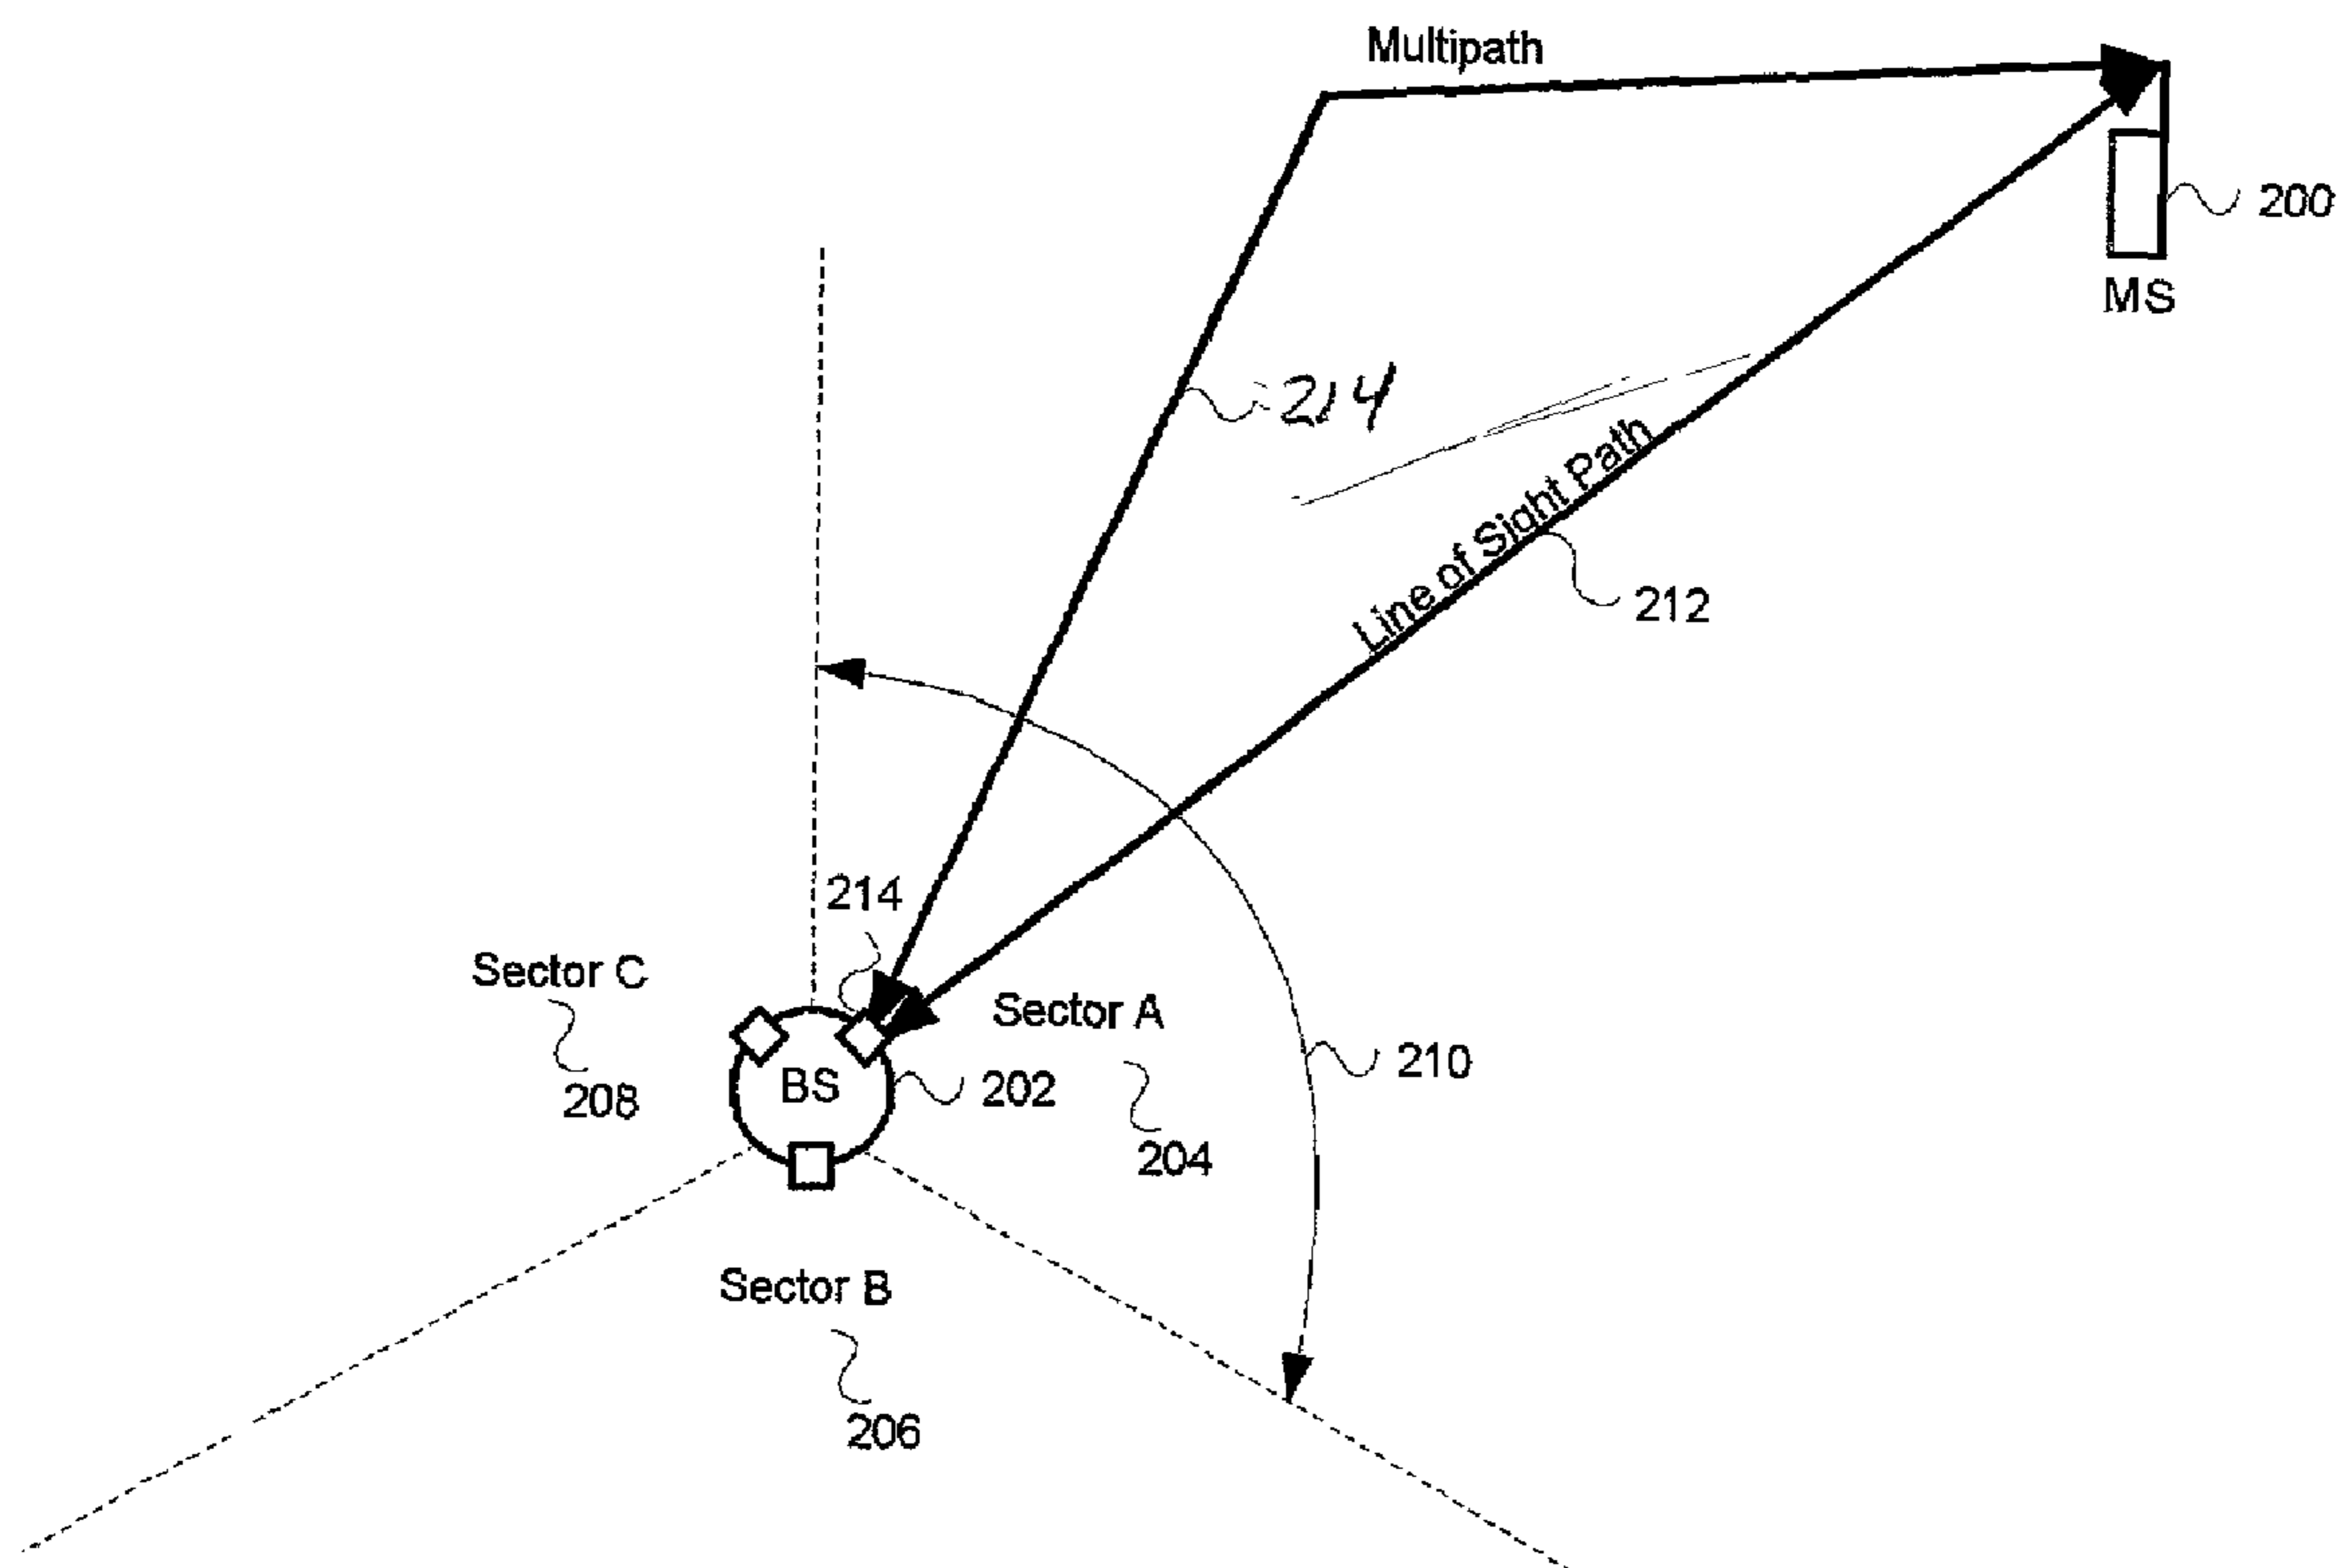 Multipath
200
MS
214
Line of Sight Path
212
214
Sector C
Sector A
BS
202
210
208
204
Sector B
206